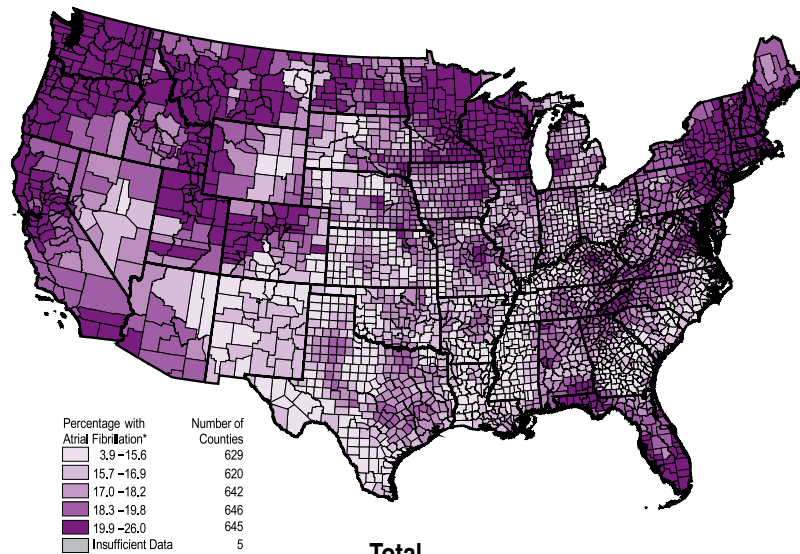 Percentage with Number of
Atrial Fibrillation* Counties
3.9 –15.6 629
15.7 –16.9 620
17.0 –18.2 642
18.3 –19.8 646
19.9 –26.0 645
Insufficient Data 5
Total